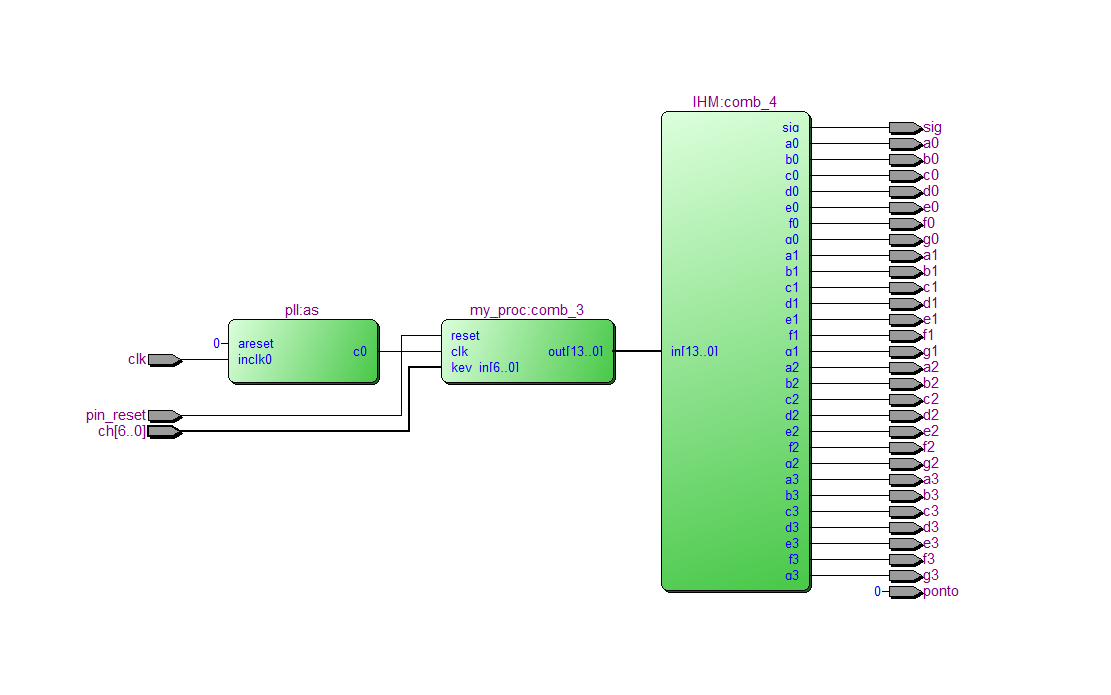 clk
pin_reset
ch[6..0]
pll:as
0
areset
inclk0
c0
my_proc:comb_3
reset
clk
key_in[6..0]
out[13..0]
IHM:comb_4
in[13..0]
sig
a0
b0
c0
d0
e0
f0
g0
a1
b1
c1
d1
e1
f1
g1
a2
b2
c2
d2
e2
f2
g2
a3
b3
c3
d3
e3
f3
g3
sig
a0
b0
c0
d0
e0
f0
g0
a1
b1
c1
d1
e1
f1
g1
a2
b2
c2
d2
e2
f2
g2
a3
b3
c3
d3
e3
f3
g3
0
ponto